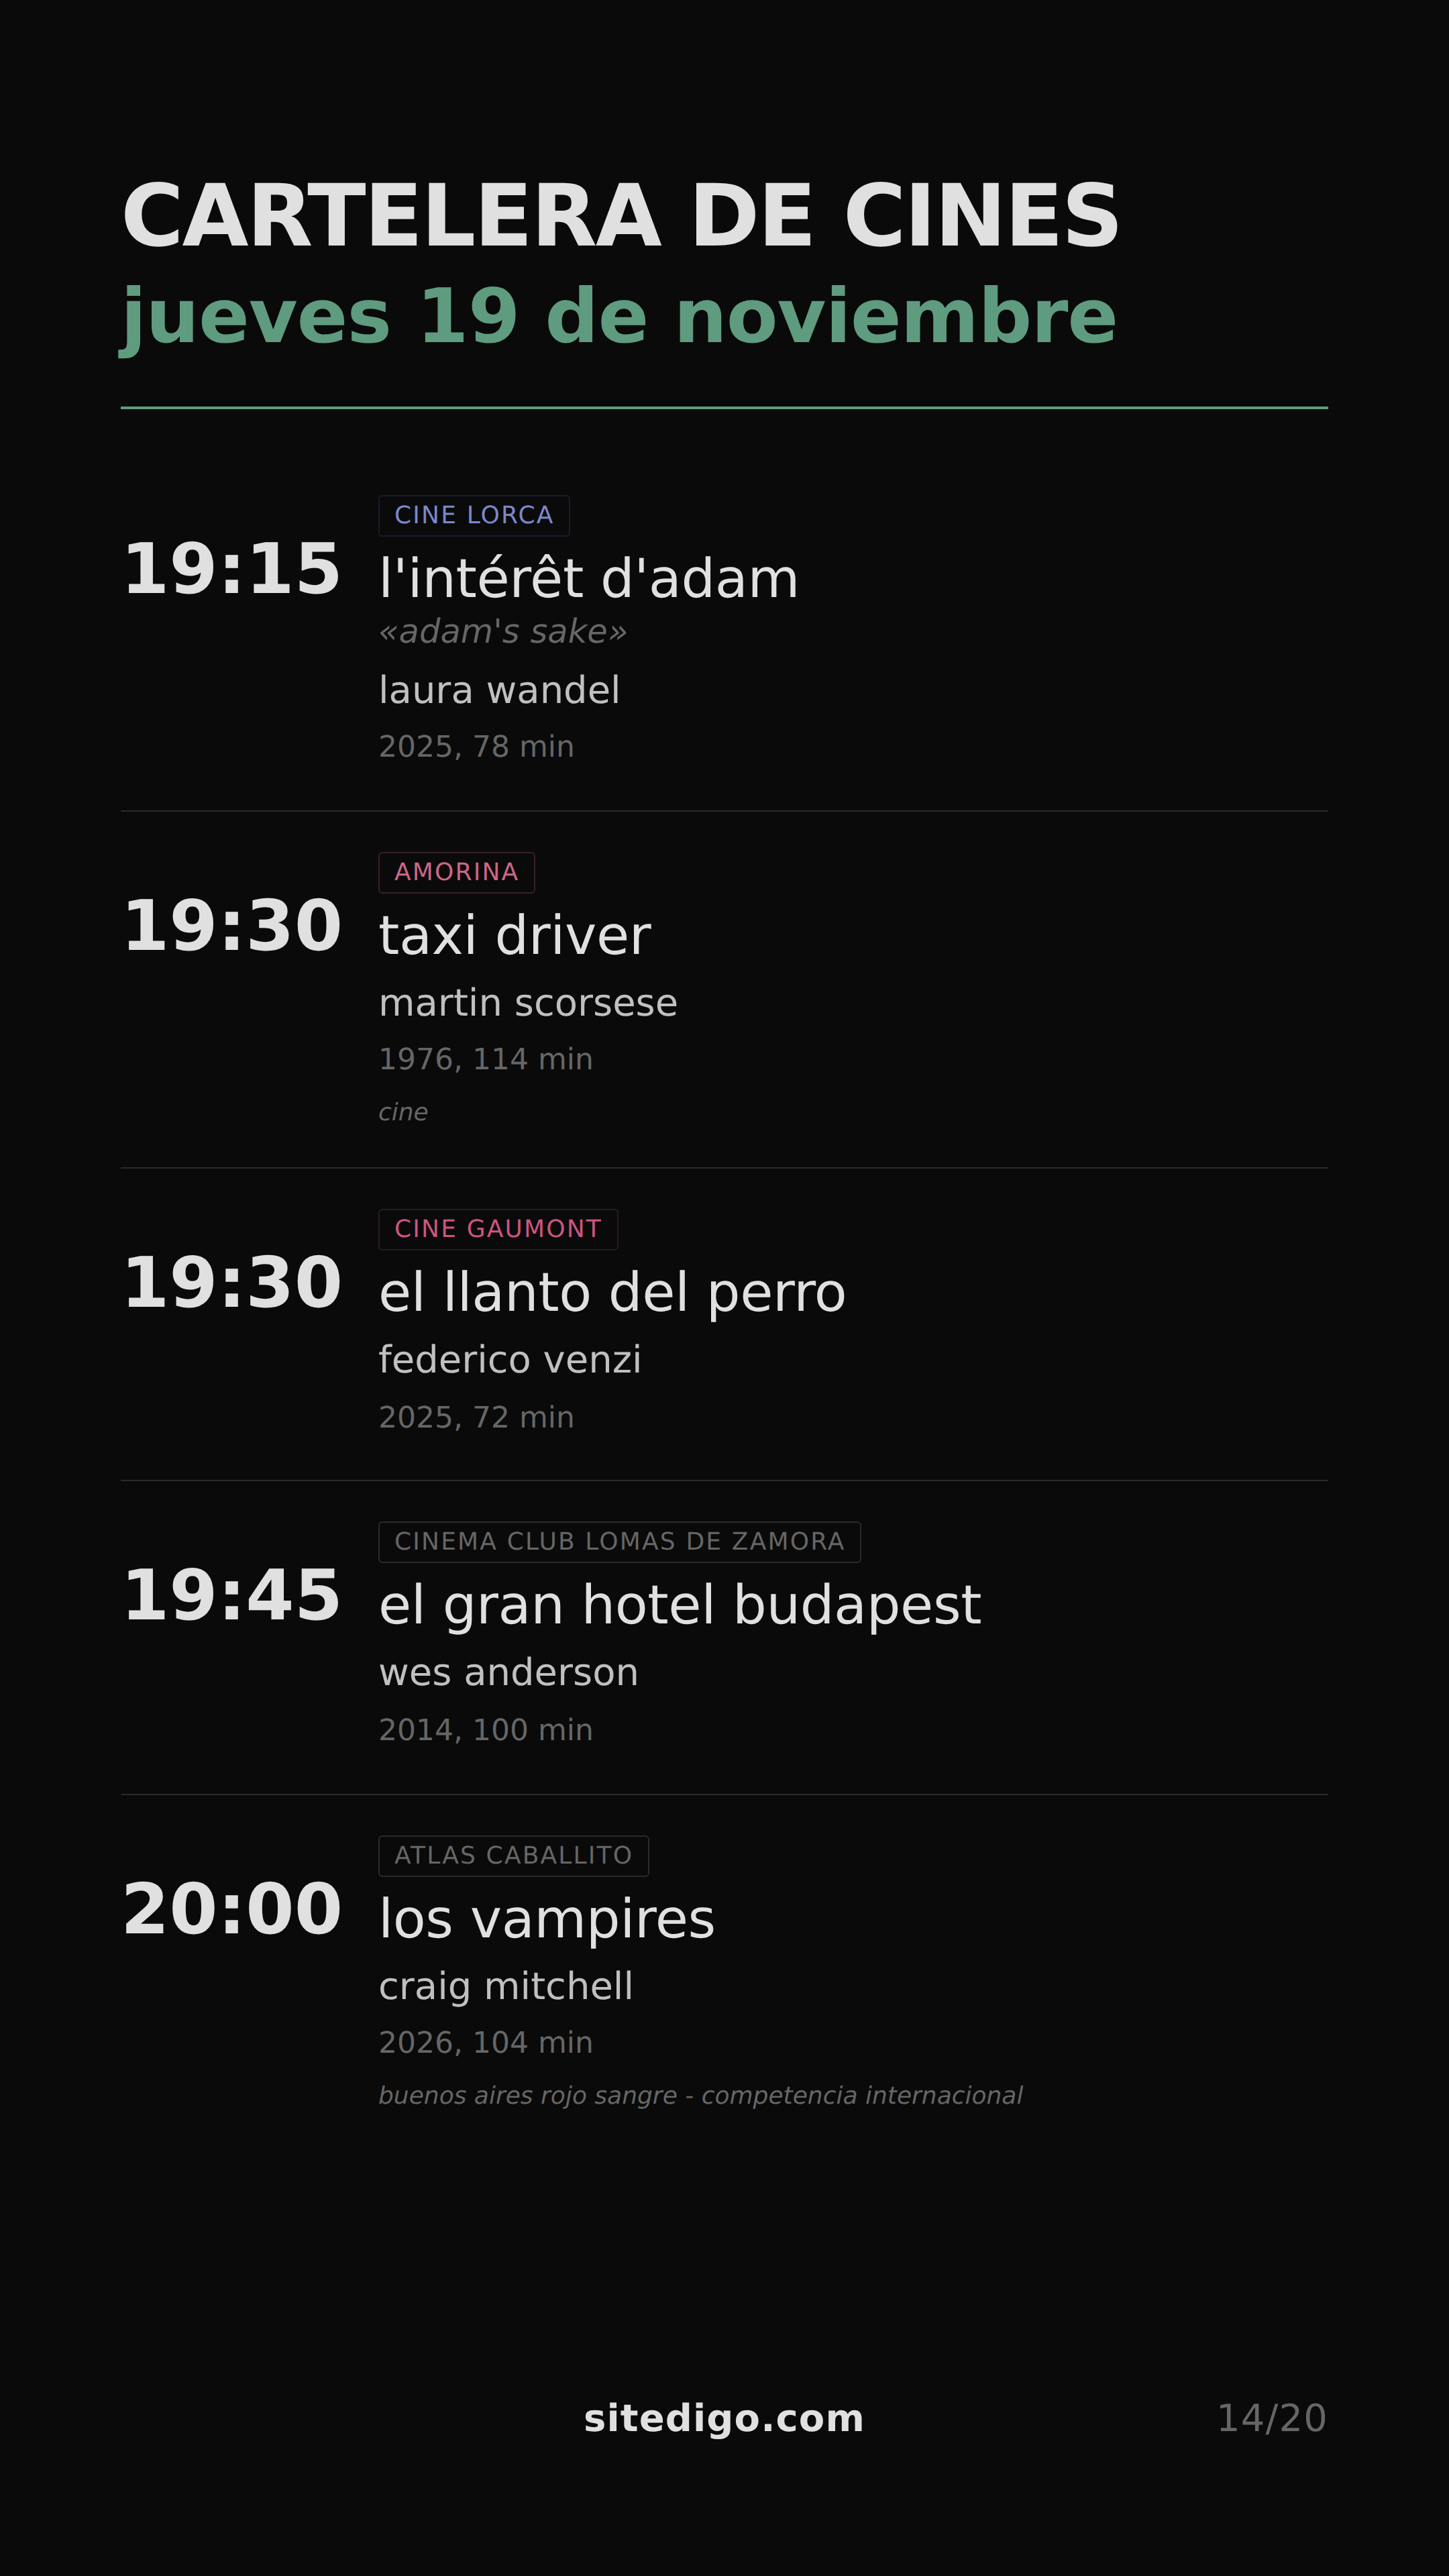 CARTELERA DE CINES
jueves 19 de noviembre
CINE LORCA
19:15
l'intérêt d'adam
«adam's sake»
laura wandel
2025, 78 min
AMORINA
19:30
taxi driver
martin scorsese
1976, 114 min
cine
CINE GAUMONT
19:30
el llanto del perro
federico venzi
2025, 72 min
CINEMA CLUB LOMAS DE ZAMORA
19:45
el gran hotel budapest
wes anderson
2014, 100 min
ATLAS CABALLITO
20:00
los vampires
craig mitchell
2026, 104 min
buenos aires rojo sangre - competencia internacional
sitedigo.com
14/20